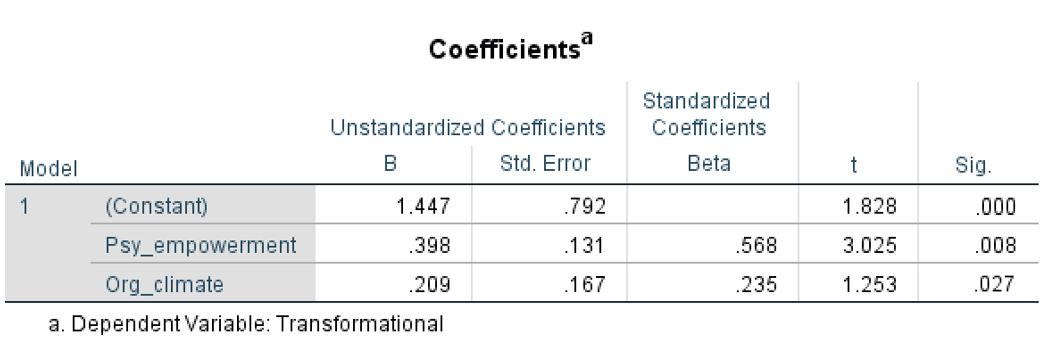 Coefficientsa
Unstandardized Coefficients Standardized Coefficients
Model B Std. Error Beta t Sig.
1 (Constant) 1.447 .792 1.828 .000
Psy_empowerment .398 .131 .568 3.025 .008
Org_climate .209 .167 .235 1.253 .027
a. Dependent Variable: Transformational